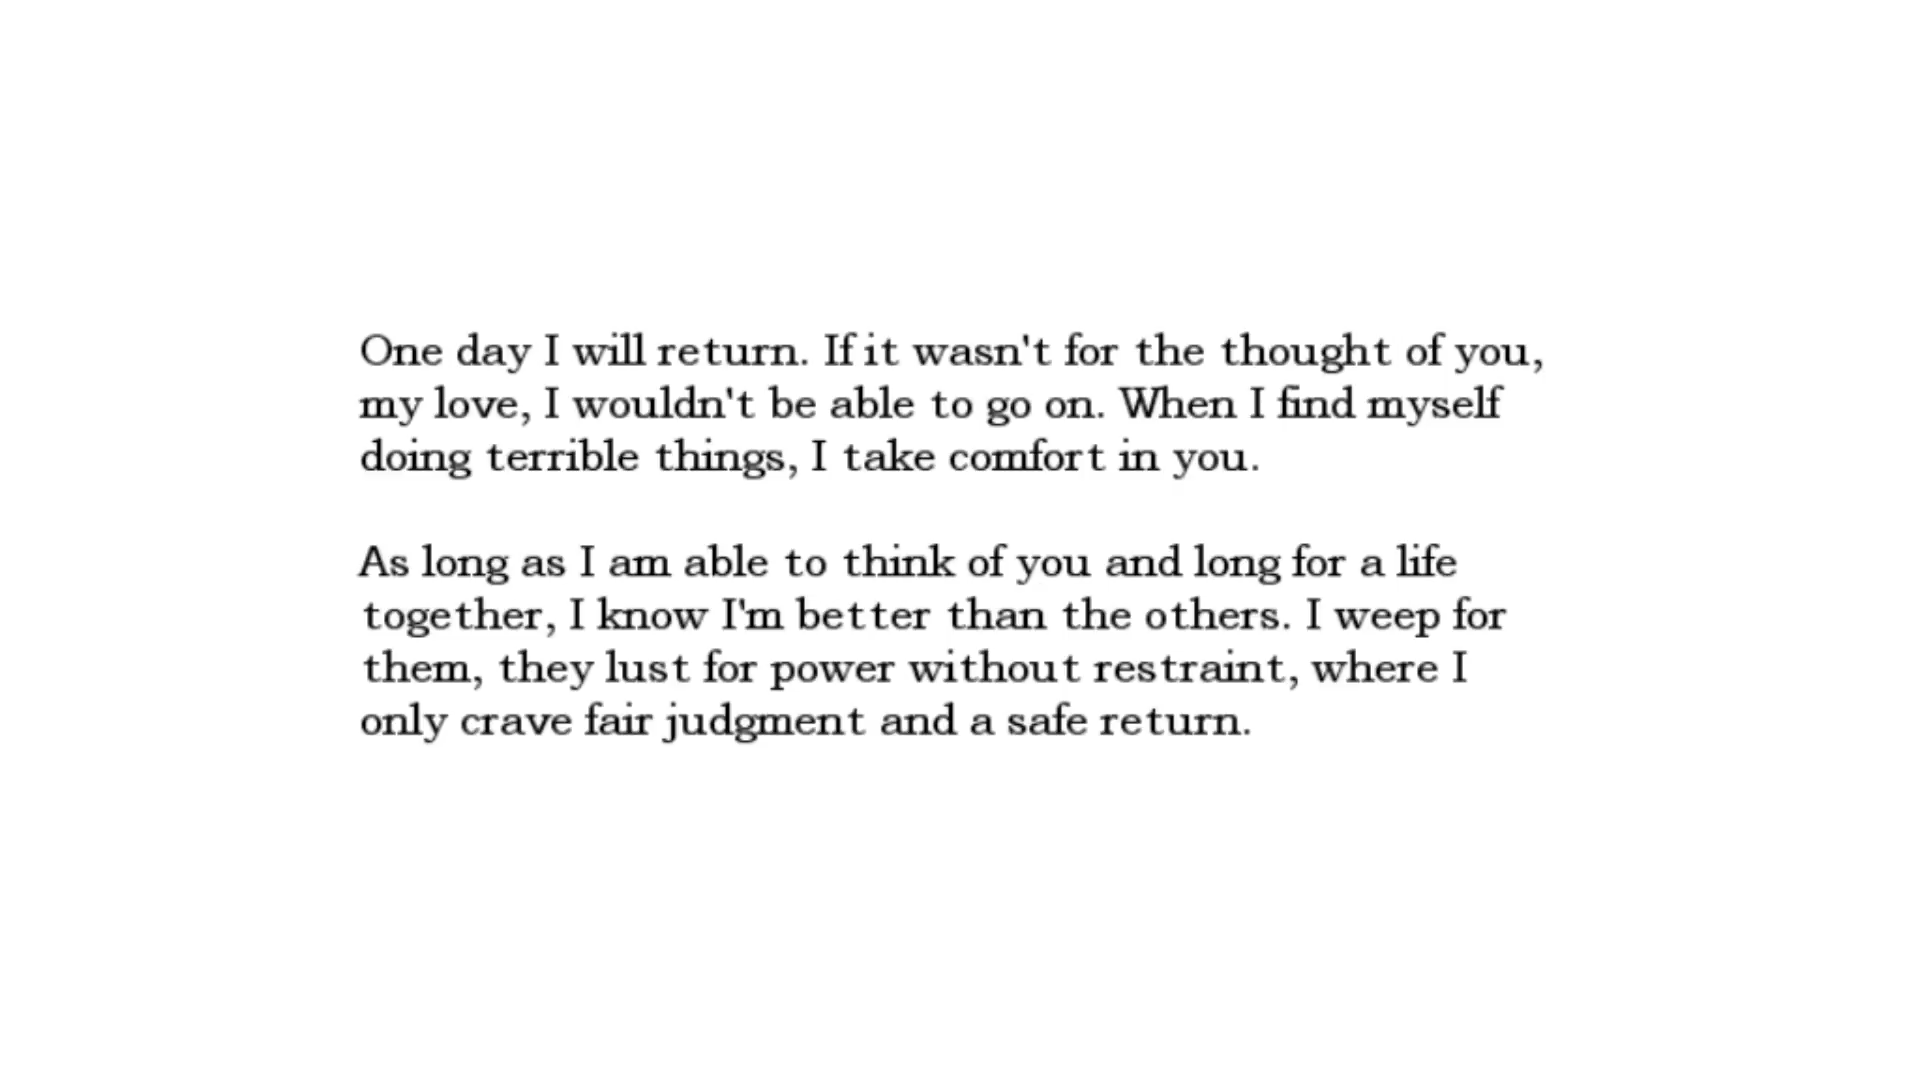 One day I will return. If it wasn't for the thought of you,
my love, I wouldn't be able to go on. When I find myself
doing terrible things, I take comfort in you.
As long as I am able to think of you and long for a life
together, I know I'm better than the others. I weep for
them, they lust for power without restraint, where I
only crave fair judgment and a safe return.